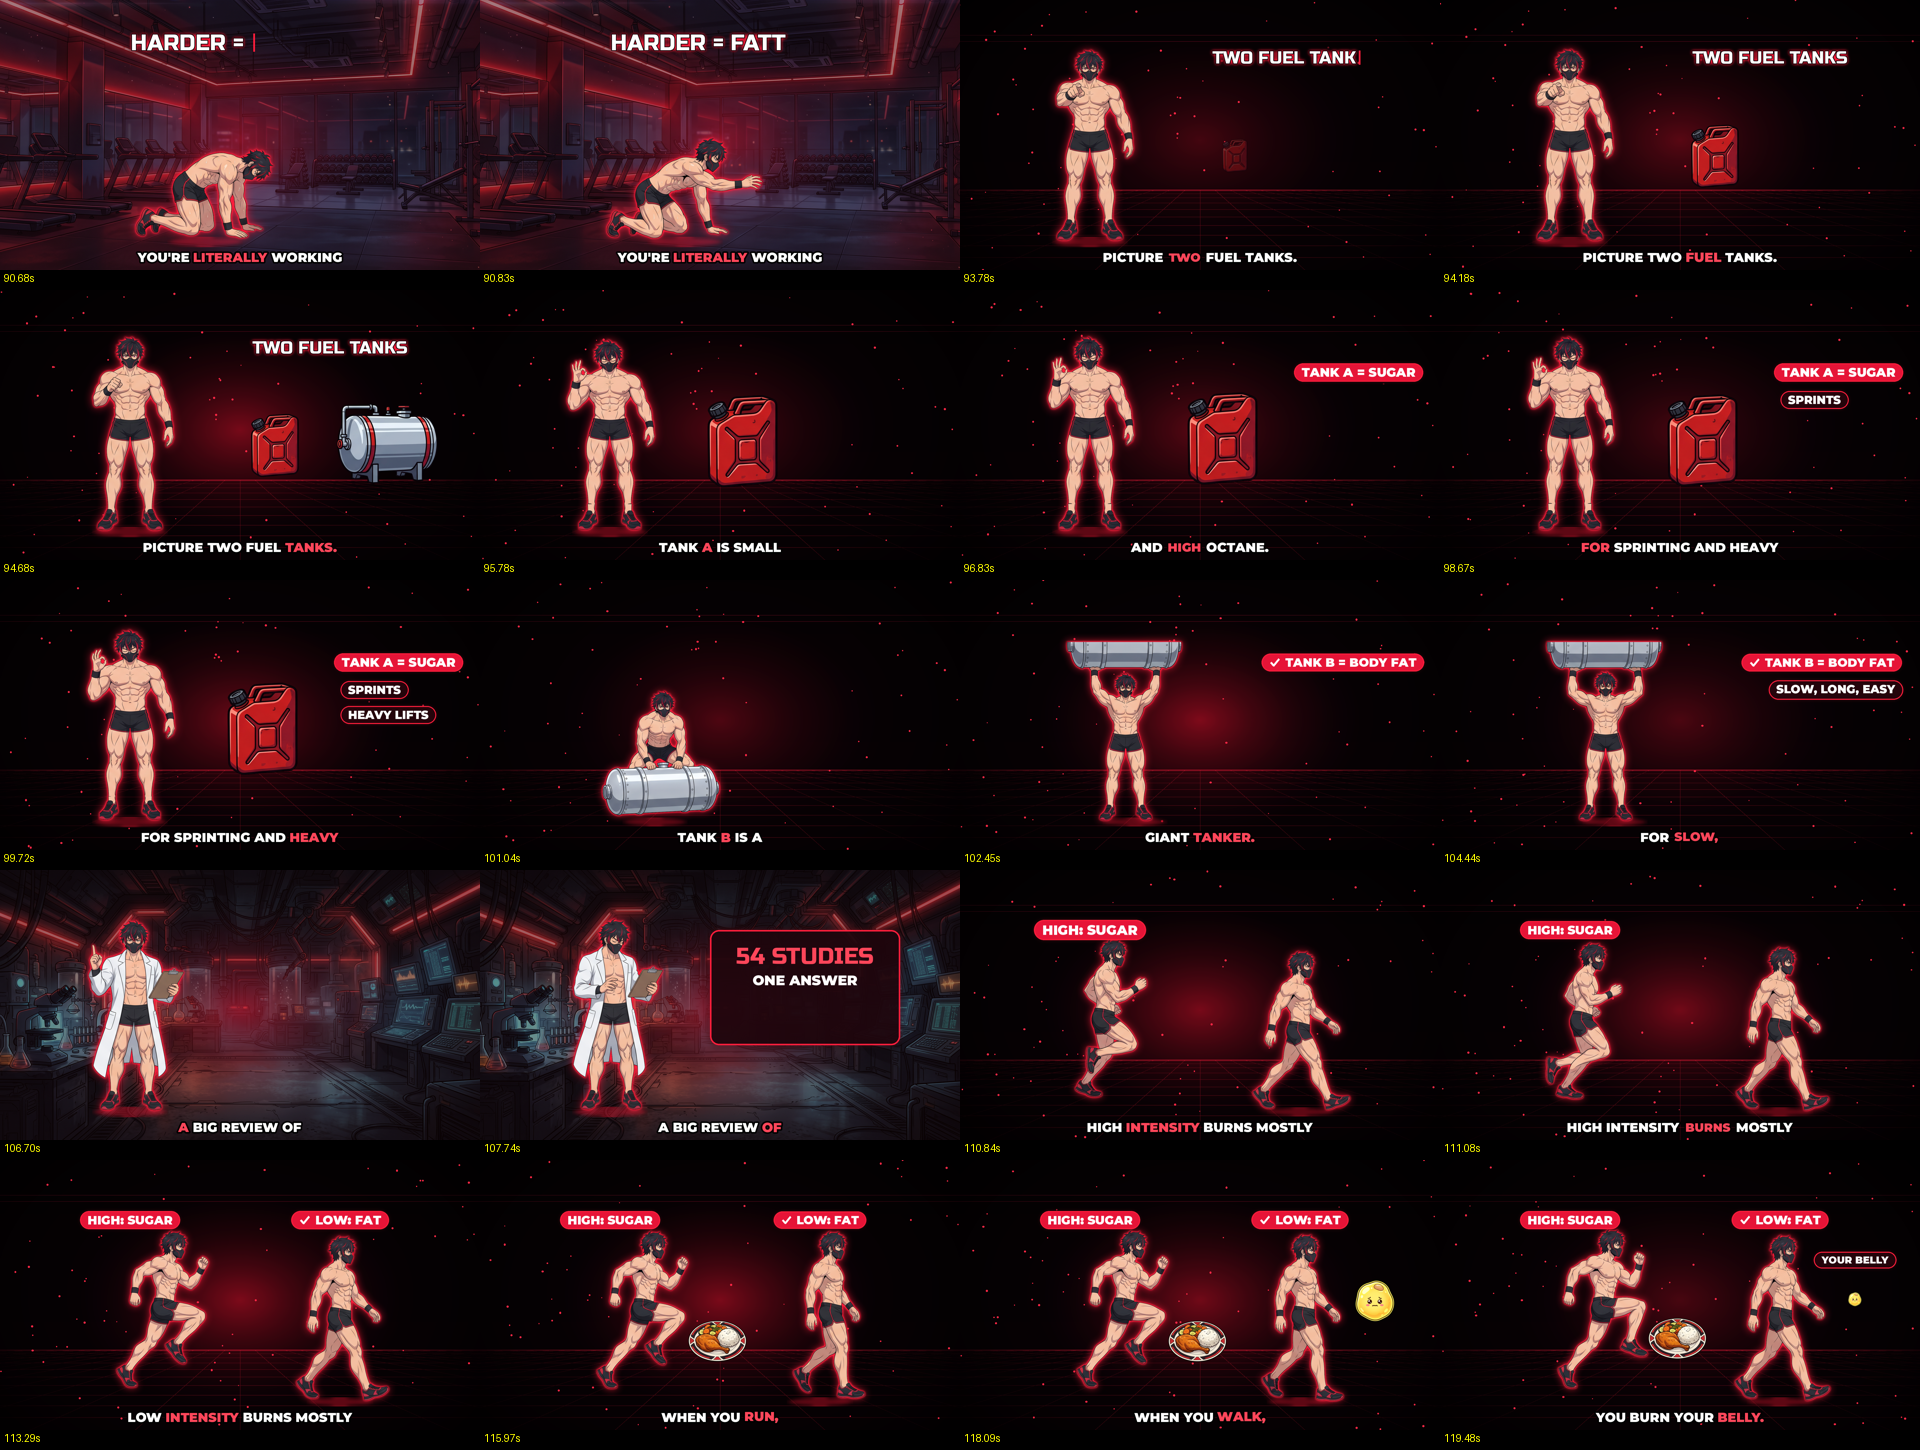 HARDER = |
YOU'RE LITERALLY WORKING
90.68s
HARDER = FATT
YOU'RE LITERALLY WORKING
90.83s
TWO FUEL TANK|
PICTURE TWO FUEL TANKS.
93.78s
TWO FUEL TANKS
PICTURE TWO FUEL TANKS.
94.18s
TWO FUEL TANKS
PICTURE TWO FUEL TANKS.
94.68s
TANK A IS SMALL
95.78s
TANK A = SUGAR
AND HIGH OCTANE.
96.83s
TANK A = SUGAR
SPRINTS
FOR SPRINTING AND HEAVY
98.67s
TANK A = SUGAR
SPRINTS
HEAVY LIFTS
FOR SPRINTING AND HEAVY
99.72s
TANK B IS A
101.04s
✓ TANK B = BODY FAT
GIANT TANKER.
102.45s
✓ TANK B = BODY FAT
SLOW, LONG, EASY
FOR SLOW,
104.44s
A BIG REVIEW OF
106.70s
54 STUDIES
ONE ANSWER
A BIG REVIEW OF
107.74s
HIGH: SUGAR
HIGH INTENSITY BURNS MOSTLY
110.84s
HIGH: SUGAR
HIGH INTENSITY BURNS MOSTLY
111.08s
HIGH: SUGAR
✓ LOW: FAT
LOW INTENSITY BURNS MOSTLY
113.29s
HIGH: SUGAR
✓ LOW: FAT
WHEN YOU RUN,
115.97s
HIGH: SUGAR
✓ LOW: FAT
WHEN YOU WALK,
118.09s
HIGH: SUGAR
✓ LOW: FAT
YOUR BELLY
YOU BURN YOUR BELLY.
119.48s